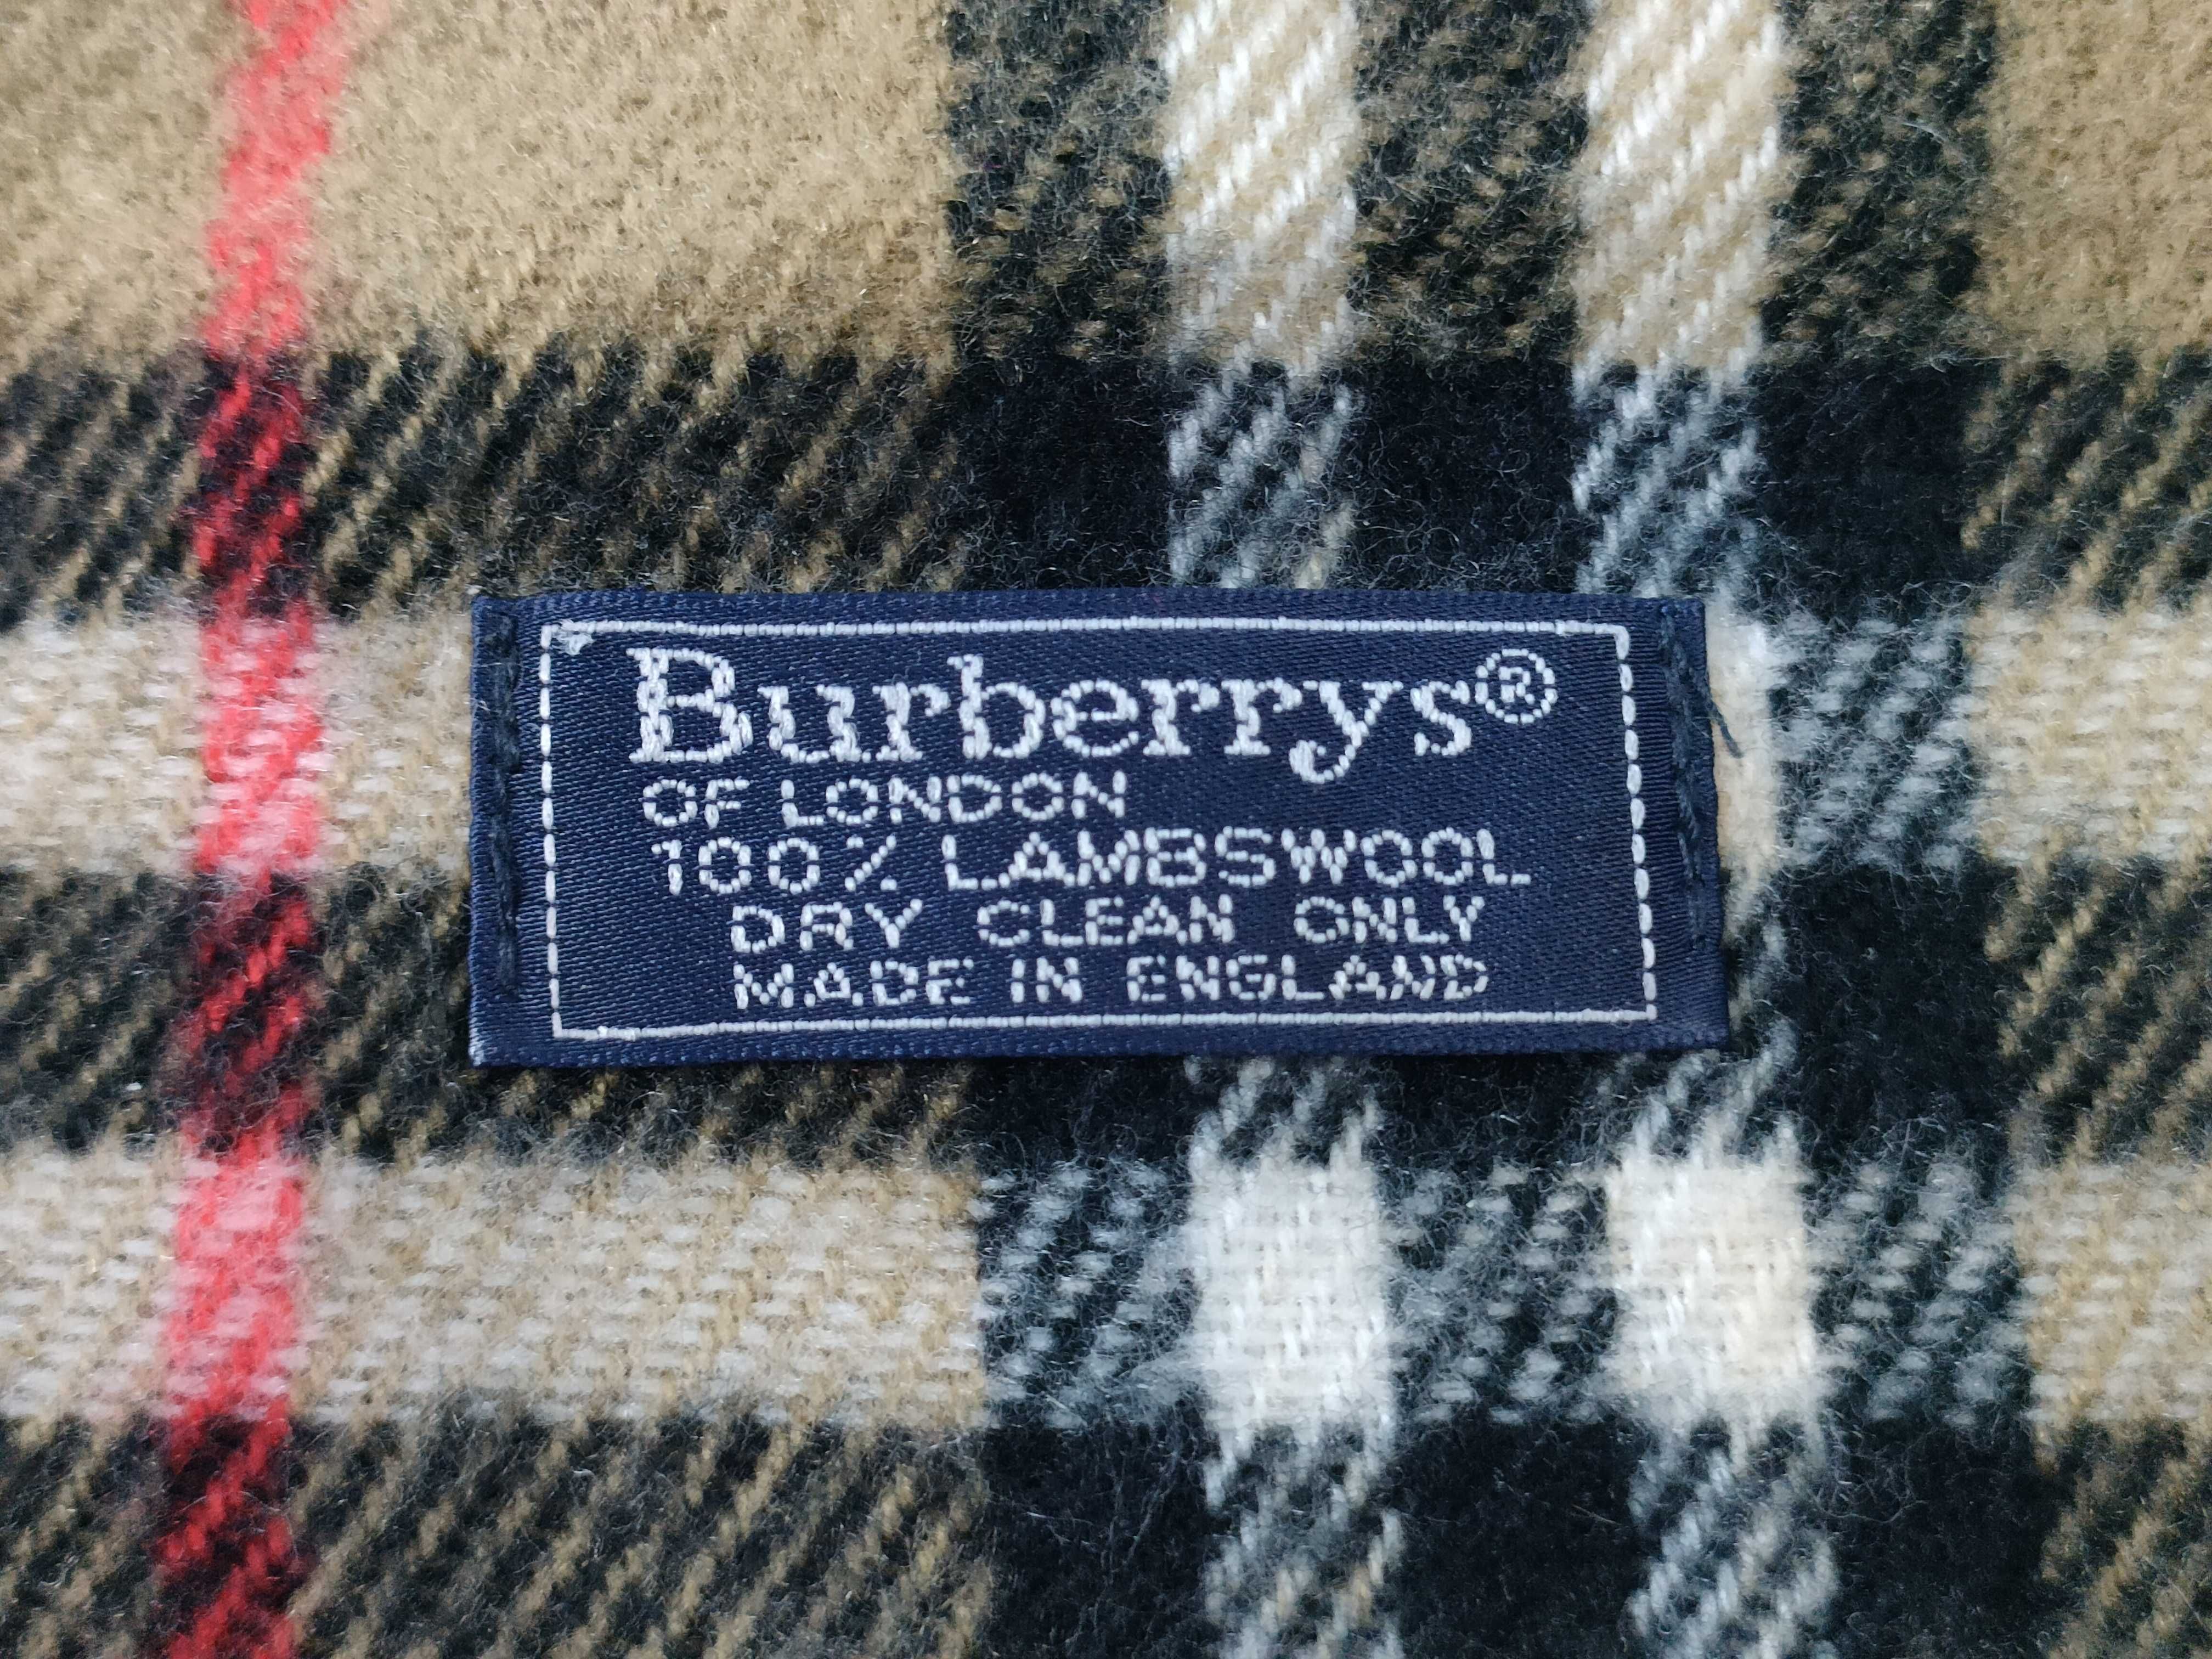 Burberrys®
OF LONDON
100% LAMBSWOOL
DRY CLEAN ONLY
MADE IN ENGLAND